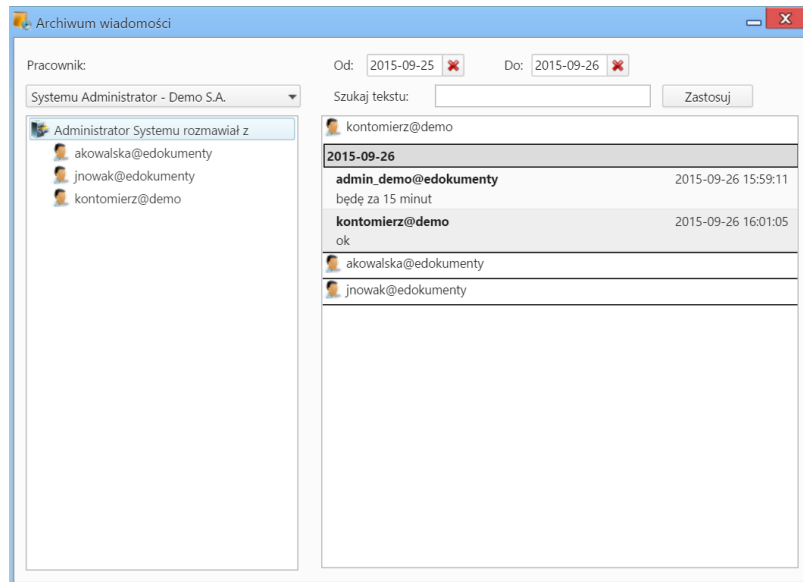 Archiwum wiadomości
Pracownik:
Od: 2015-09-25 Do: 2015-09-26
Systemu Administrator - Demo S.A.
Szukaj tekstu: Zastosuj
Administrator Systemu rozmawiał z
akowalska@edokumenty
jnowak@edokumenty
kontomierz@demo
kontomierz@demo
2015-09-26
admin_demo@edokumenty 2015-09-26 15:59:11
będę za 15 minut
kontomierz@demo 2015-09-26 16:01:05
ok
akowalska@edokumenty
jnowak@edokumenty